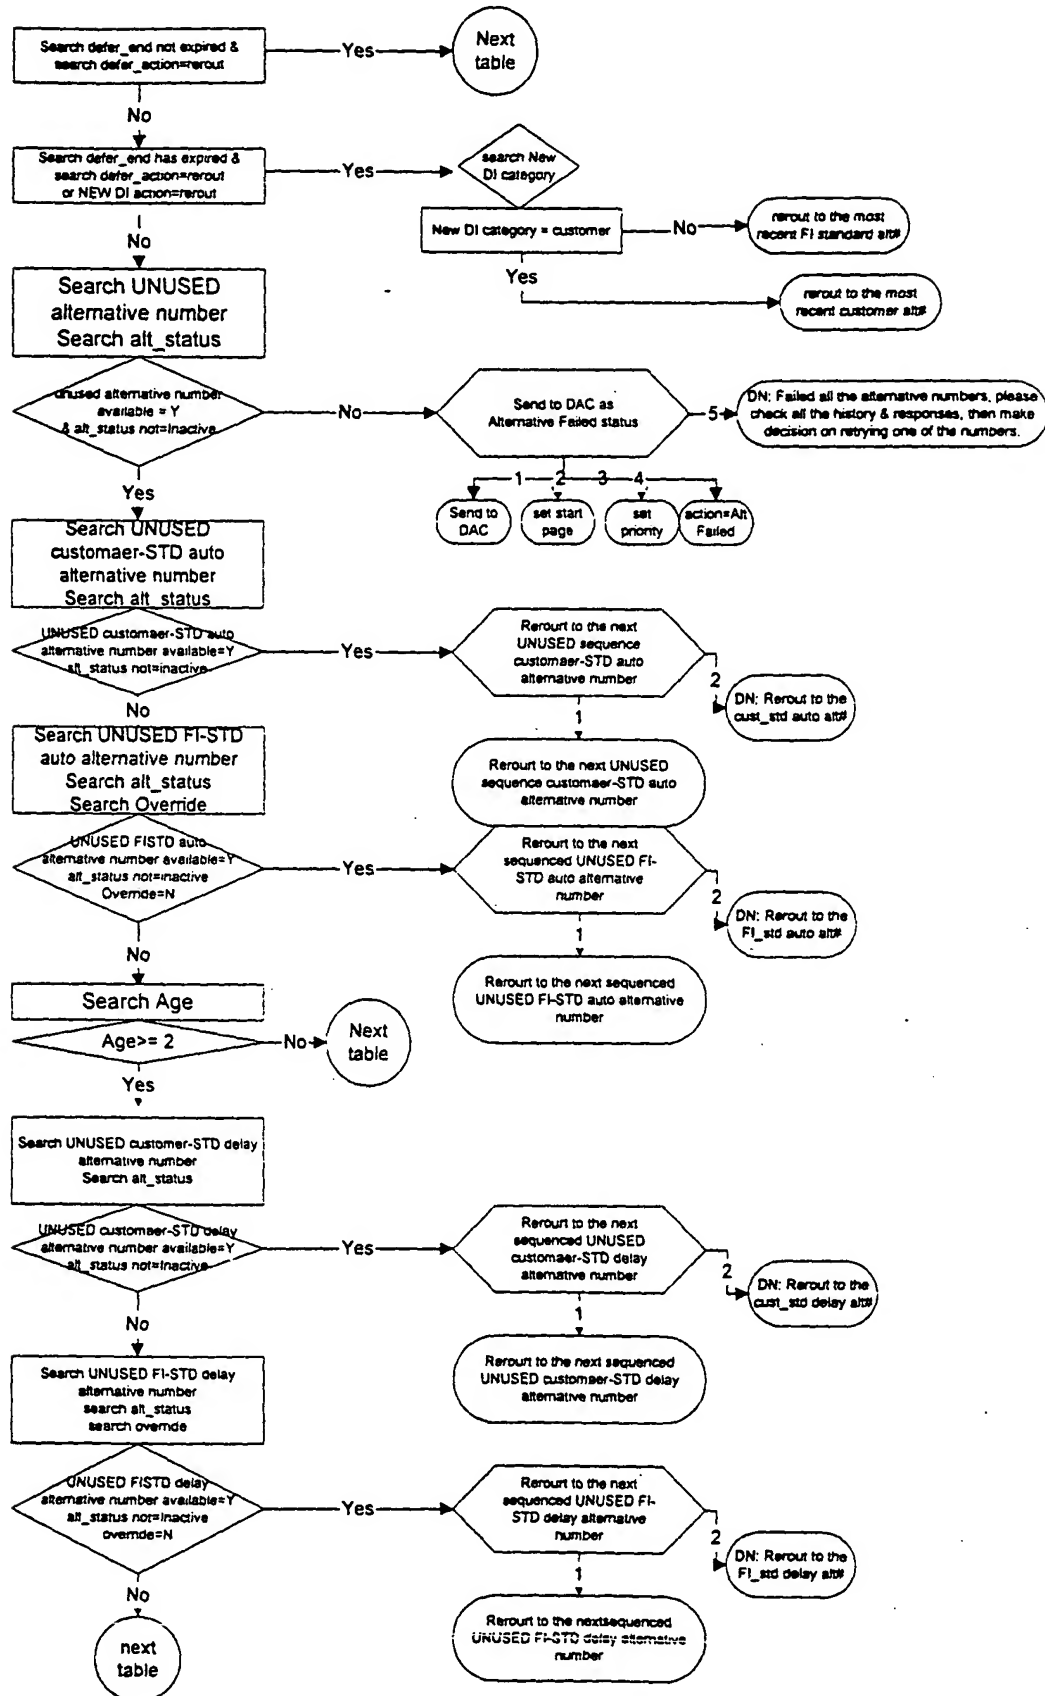 Search defer_end not expired &
search defer_action=rerout
Yes
Next
table
No
Search defer_end has expired &
search defer_action=rerout
or NEW DI action=rerout
Yes
search New
DI category
New DI category = customer
No
rerout to the most
recent FI standard alt#
Yes
rerout to the most
recent customer alt#
No
Search UNUSED
alternative number
Search alt_status
unused alternative number
available = Y
& alt_status not=Inactive
No
Send to DAC as
Alternative Failed status
5
DN: Failed all the alternative numbers, please
check all the history & responses, then make
decision on retrying one of the numbers.
1 2 3 4
Send to
DAC
set start
page
set
priority
action=Alt
Failed
Yes
Search UNUSED
customaer-STD auto
alternative number
Search alt_status
UNUSED customaer-STD auto
alternative number available=Y
alt_status not=inactive
Yes
Rerourt to the next
UNUSED sequence
customaer-STD auto
alternative number
2
DN: Rerout to the
cust_std auto alt#
1
Rerourt to the next UNUSED
sequence customaer-STD auto
alternative number
No
Search UNUSED FI-STD
auto alternative number
Search alt_status
Search Override
UNUSED FISTD auto
alternative number available=Y
alt_status not=inactive
Override=N
Yes
Rerourt to the next
sequenced UNUSED FI-
STD auto alternative
number
2
DN: Rerout to the
FI_std auto alt#
1
Rerourt to the next sequenced
UNUSED FI-STD auto alternative
number
No
Search Age
Age>= 2
No
Next
table
Yes
Search UNUSED customer-STD delay
alternative number
Search alt_status
UNUSED customaer-STD delay
alternative number available=Y
alt_status not=Inactive
Yes
Rerourt to the next
sequenced UNUSED
customaer-STD delay
alternative number
2
DN: Rerout to the
cust_std delay alt#
1
Rerourt to the next sequenced
UNUSED customaer-STD delay
alternative number
No
Search UNUSED FI-STD delay
alternative number
search alt_status
search override
UNUSED FISTD delay
alternative number available=Y
alt_status not=Inactive
override=N
Yes
Rerourt to the next
sequenced UNUSED FI-
STD delay alternative
number
2
DN: Rerout to the
FI_std delay alt#
1
Rerourt to the nextsequenced
UNUSED FI-STD delay alternative
number
No
next
table